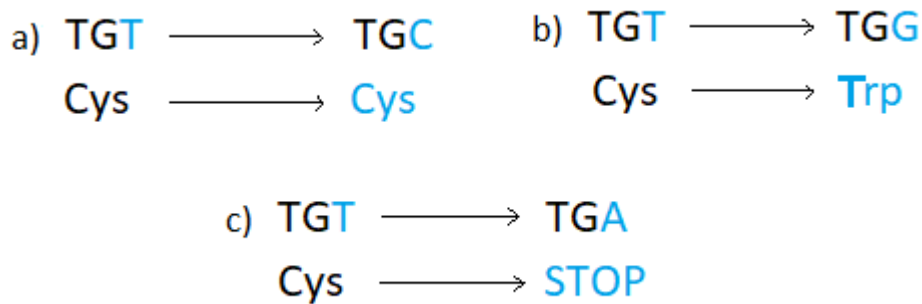 a) TGT TGC
Cys Cys
b) TGT TGG
Cys Trp
c) TGT TGA
Cys STOP